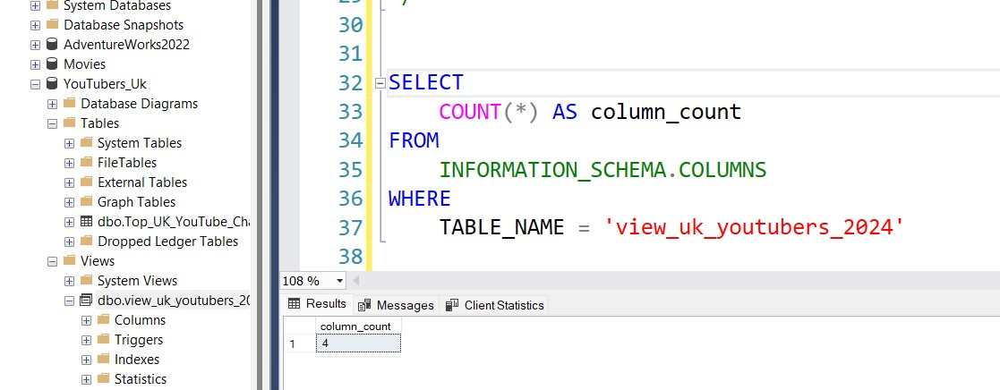 System Databases
Database Snapshots
AdventureWorks2022
Movies
YouTubers_Uk
Database Diagrams
Tables
System Tables
FileTables
External Tables
Graph Tables
dbo.Top_UK_YouTube_Cha
Dropped Ledger Tables
Views
System Views
dbo.view_uk_youtubers_20
Columns
Triggers
Indexes
Statistics
30
31
32 SELECT
33 COUNT(*) AS column_count
34 FROM
35 INFORMATION_SCHEMA.COLUMNS
36 WHERE
37 TABLE_NAME = 'view_uk_youtubers_2024'
38
108 %
Results Messages Client Statistics
column_count
1 4